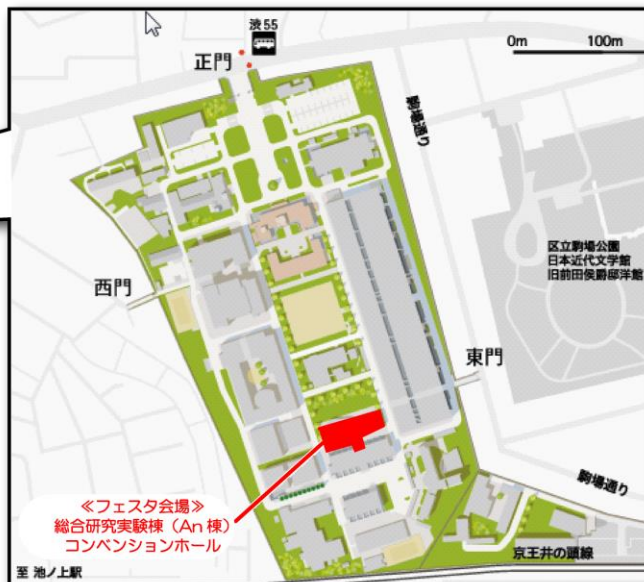 渋55
正門
0m 100m
駒場通り
区立駒場公園
日本近代文学館
旧前田侯爵邸洋館
西門
東門
駒場通り
≪フェスタ会場≫
総合研究実験棟（An 棟）
コンベンションホール
京王井の頭線
至 池ノ上駅